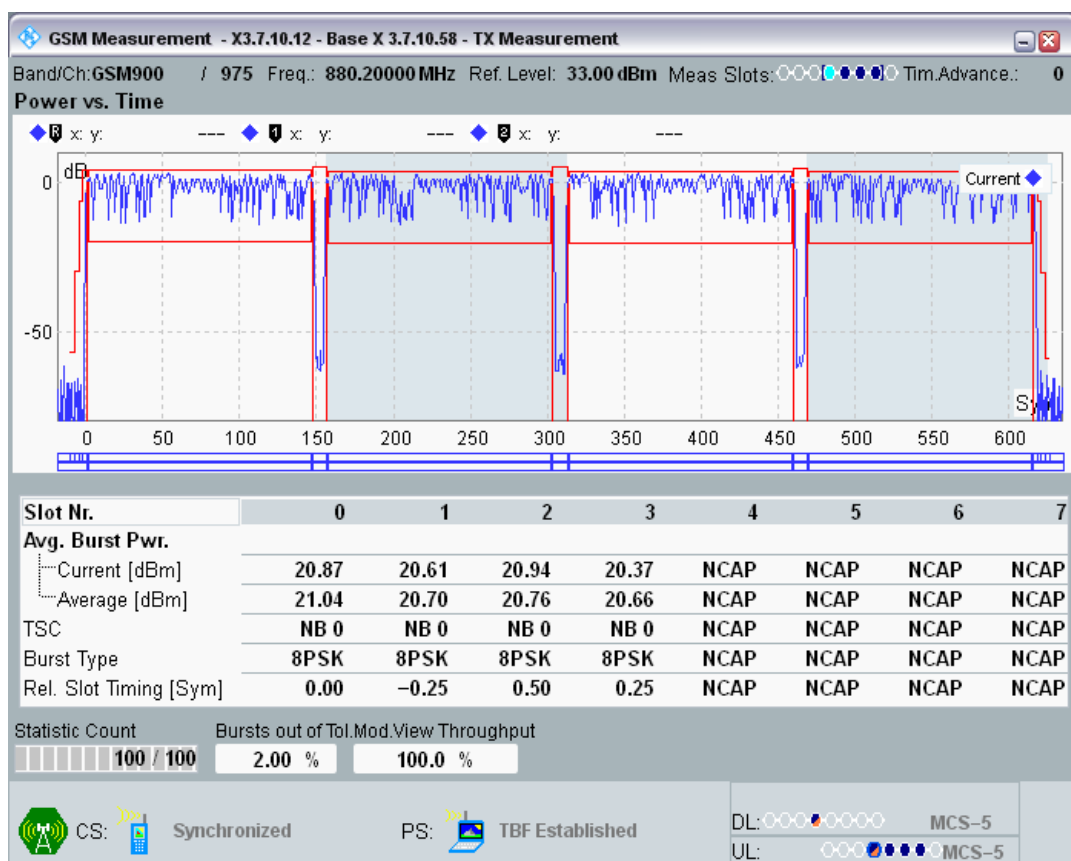 GSM Measurement - X3.7.10.12 - Base X 3.7.10.58 - TX Measurement
Band/Ch:GSM900 / 975 Freq.: 880.20000 MHz Ref. Level: 33.00 dBm Meas Slots: Tim.Advance.: 0
Power vs. Time
R x: y: --- 1 x: y: --- 2 x: y: ---
dB
Current
0
-50
0 50 100 150 200 250 300 350 400 450 500 550 600
Slot Nr. 0 1 2 3 4 5 6 7
Avg. Burst Pwr.
Current [dBm] 20.87 20.61 20.94 20.37 NCAP NCAP NCAP NCAP
Average [dBm] 21.04 20.70 20.76 20.66 NCAP NCAP NCAP NCAP
TSC NB 0 NB 0 NB 0 NB 0 NCAP NCAP NCAP NCAP
Burst Type 8PSK 8PSK 8PSK 8PSK NCAP NCAP NCAP NCAP
Rel. Slot Timing [Sym] 0.00 −0.25 0.50 0.25 NCAP NCAP NCAP NCAP
Statistic Count Bursts out of Tol. Mod.View Throughput
100 / 100 2.00 % 100.0 %
CS: Synchronized PS: TBF Established
DL: MCS−5
UL: MCS−5